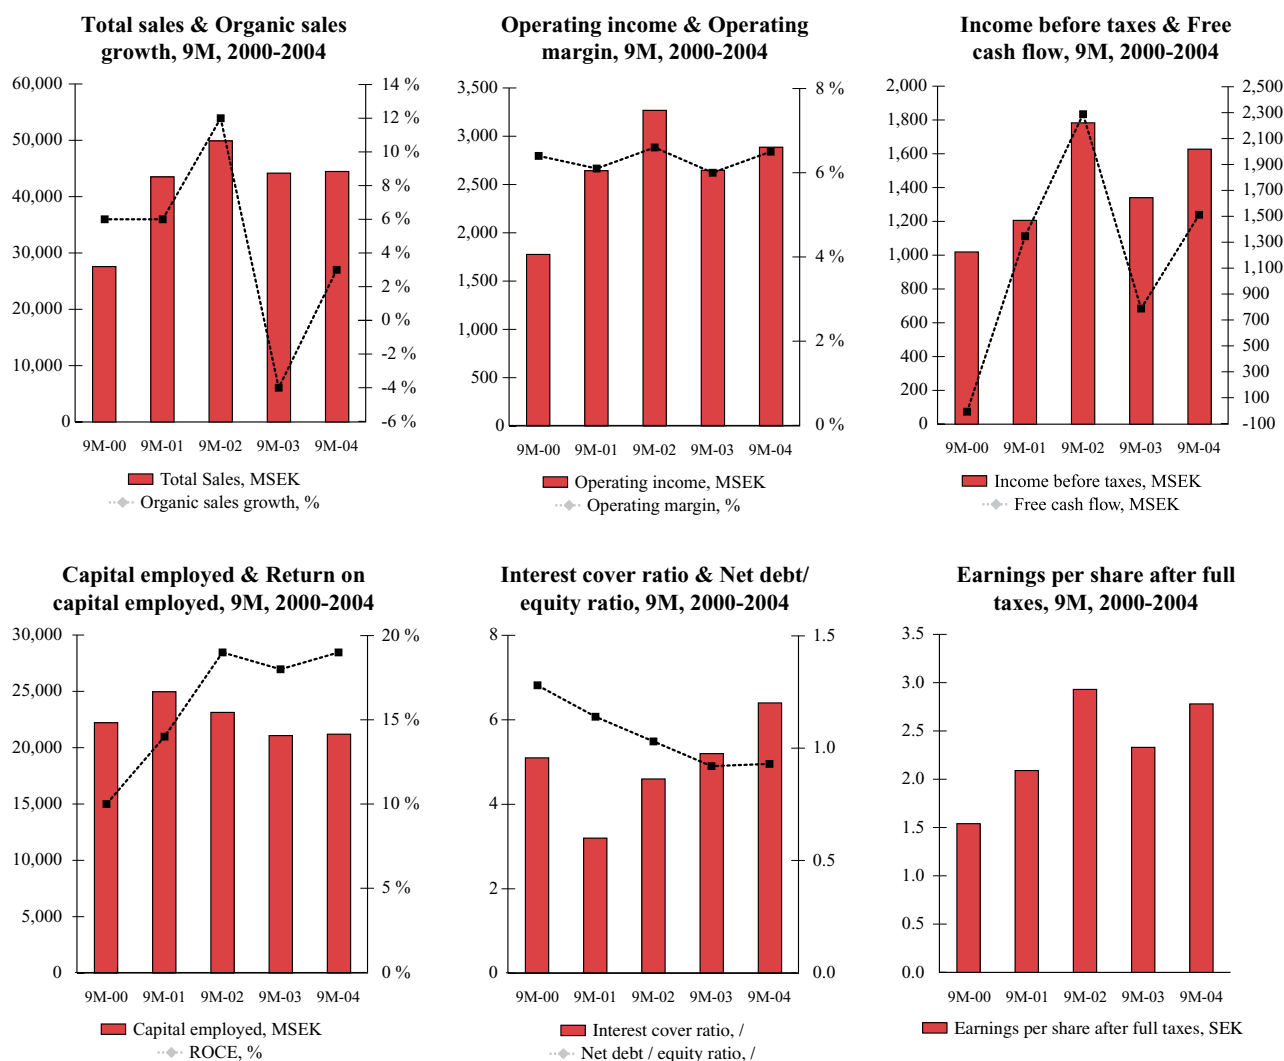 Total sales & Organic sales
growth, 9M, 2000-2004
60,000
50,000
40,000
30,000
20,000
10,000
0
14 %
12 %
10 %
8 %
6 %
4 %
2 %
0 %
-2 %
-4 %
-6 %
9M-00 9M-01 9M-02 9M-03 9M-04
Total Sales, MSEK
Organic sales growth, %
Operating income & Operating
margin, 9M, 2000-2004
3,500
3,000
2,500
2,000
1,500
1,000
500
0
8 %
6 %
4 %
2 %
0 %
9M-00 9M-01 9M-02 9M-03 9M-04
Operating income, MSEK
Operating margin, %
Income before taxes & Free
cash flow, 9M, 2000-2004
2,000
1,800
1,600
1,400
1,200
1,000
800
600
400
200
0
2,500
2,300
2,100
1,900
1,700
1,500
1,300
1,100
900
700
500
300
100
-100
9M-00 9M-01 9M-02 9M-03 9M-04
Income before taxes, MSEK
Free cash flow, MSEK
Capital employed & Return on
capital employed, 9M, 2000-2004
30,000
25,000
20,000
15,000
10,000
5,000
0
20 %
15 %
10 %
5 %
0 %
9M-00 9M-01 9M-02 9M-03 9M-04
Capital employed, MSEK
ROCE, %
Interest cover ratio & Net debt/
equity ratio, 9M, 2000-2004
8
6
4
2
0
1.5
1.0
0.5
0.0
9M-00 9M-01 9M-02 9M-03 9M-04
Interest cover ratio, /
Net debt / equity ratio, /
Earnings per share after full
taxes, 9M, 2000-2004
3.5
3.0
2.5
2.0
1.5
1.0
0.5
0.0
9M-00 9M-01 9M-02 9M-03 9M-04
Earnings per share after full taxes, SEK